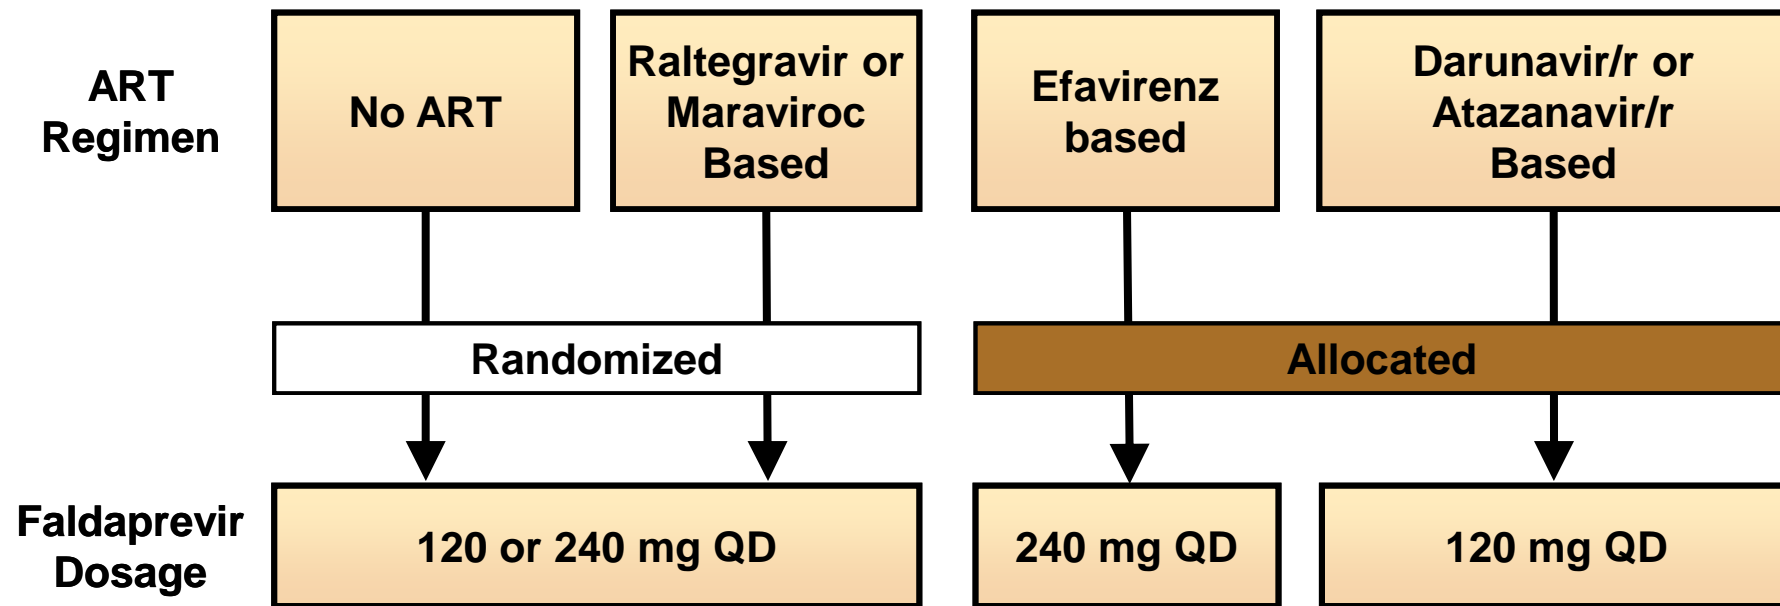 ART
Regimen
No ART
Raltegravir or
Maraviroc
Based
Efavirenz
based
Darunavir/r or
Atazanavir/r
Based
Randomized
Allocated
Faldaprevir
Dosage
120 or 240 mg QD
240 mg QD
120 mg QD